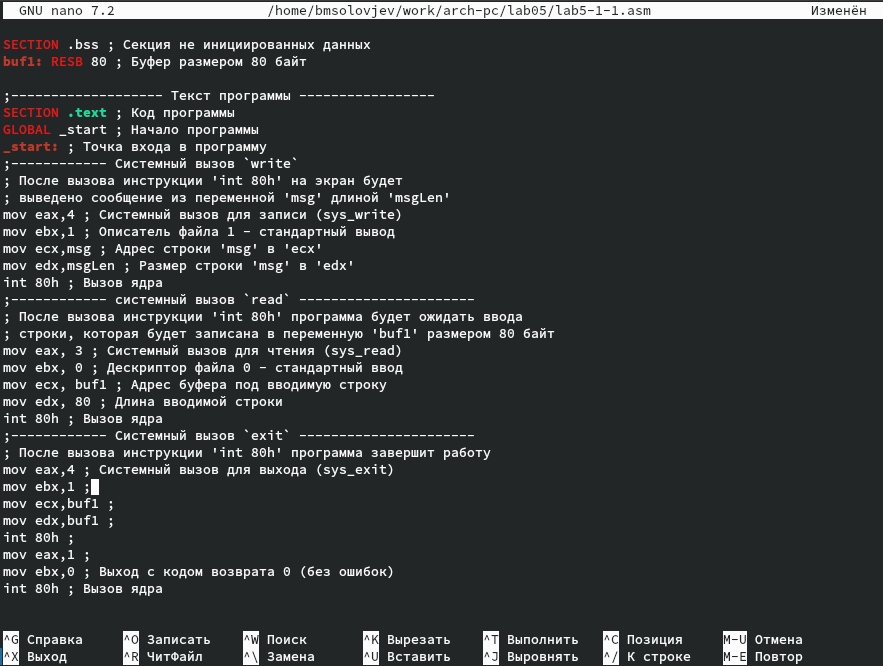 GNU nano 7.2 /home/bmsolovjev/work/arch-pc/lab05/lab5-1-1.asm Изменён
SECTION .bss ; Секция не инициированных данных
buf1: RESB 80 ; Буфер размером 80 байт
;------------------- Текст программы -----------------
SECTION .text ; Код программы
GLOBAL _start ; Начало программы
_start: ; Точка входа в программу
;------------ Системный вызов `write`
; После вызова инструкции 'int 80h' на экран будет
; выведено сообщение из переменной 'msg' длиной 'msgLen'
mov eax,4 ; Системный вызов для записи (sys_write)
mov ebx,1 ; Описатель файла 1 - стандартный вывод
mov ecx,msg ; Адрес строки 'msg' в 'ecx'
mov edx,msgLen ; Размер строки 'msg' в 'edx'
int 80h ; Вызов ядра
;------------ системный вызов `read` ----------------------
; После вызова инструкции 'int 80h' программа будет ожидать ввода
; строки, которая будет записана в переменную 'buf1' размером 80 байт
mov eax, 3 ; Системный вызов для чтения (sys_read)
mov ebx, 0 ; Дескриптор файла 0 - стандартный ввод
mov ecx, buf1 ; Адрес буфера под вводимую строку
mov edx, 80 ; Длина вводимой строки
int 80h ; Вызов ядра
;------------ Системный вызов `exit` ----------------------
; После вызова инструкции 'int 80h' программа завершит работу
mov eax,4 ; Системный вызов для выхода (sys_exit)
mov ebx,1 ;
mov ecx,buf1 ;
mov edx,buf1 ;
int 80h ;
mov eax,1 ;
mov ebx,0 ; Выход с кодом возврата 0 (без ошибок)
int 80h ; Вызов ядра
^G Справка ^O Записать ^W Поиск ^K Вырезать ^T Выполнить ^C Позиция M-U Отмена
^X Выход ^R ЧитФайл ^\ Замена ^U Вставить ^J Выровнять ^/ К строке M-E Повтор